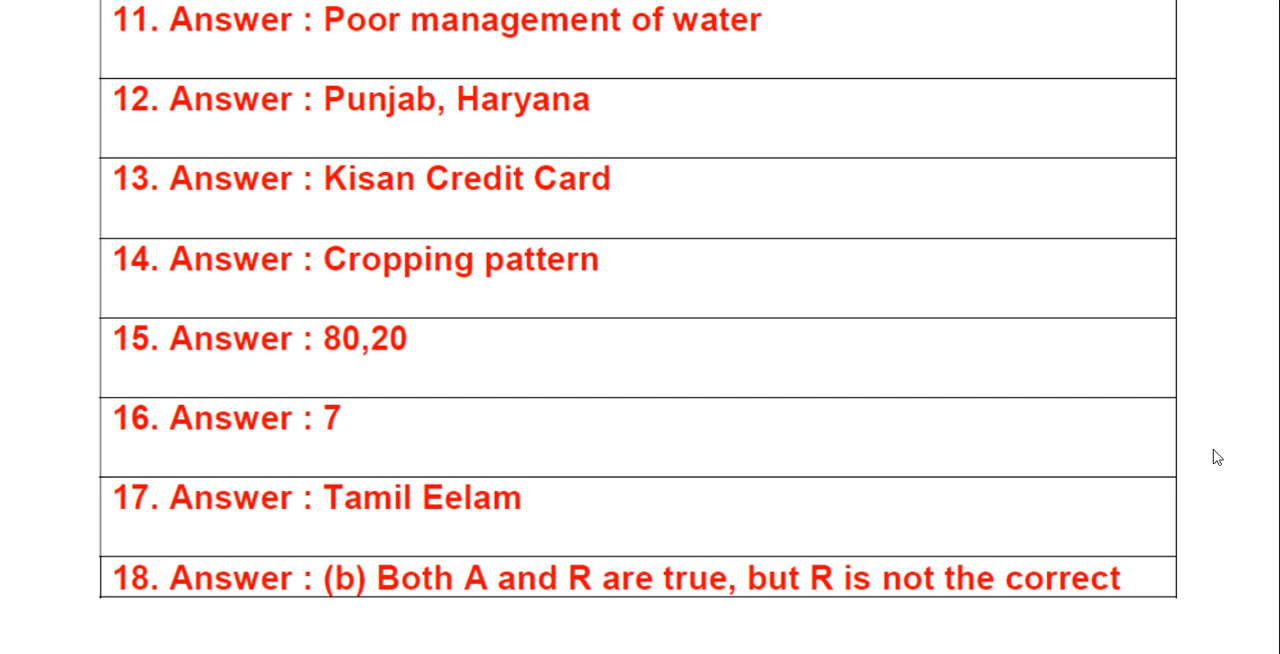 11. Answer : Poor management of water
12. Answer : Punjab, Haryana
13. Answer : Kisan Credit Card
14. Answer : Cropping pattern
15. Answer : 80,20
16. Answer : 7
17. Answer : Tamil Eelam
18. Answer : (b) Both A and R are true, but R is not the correct